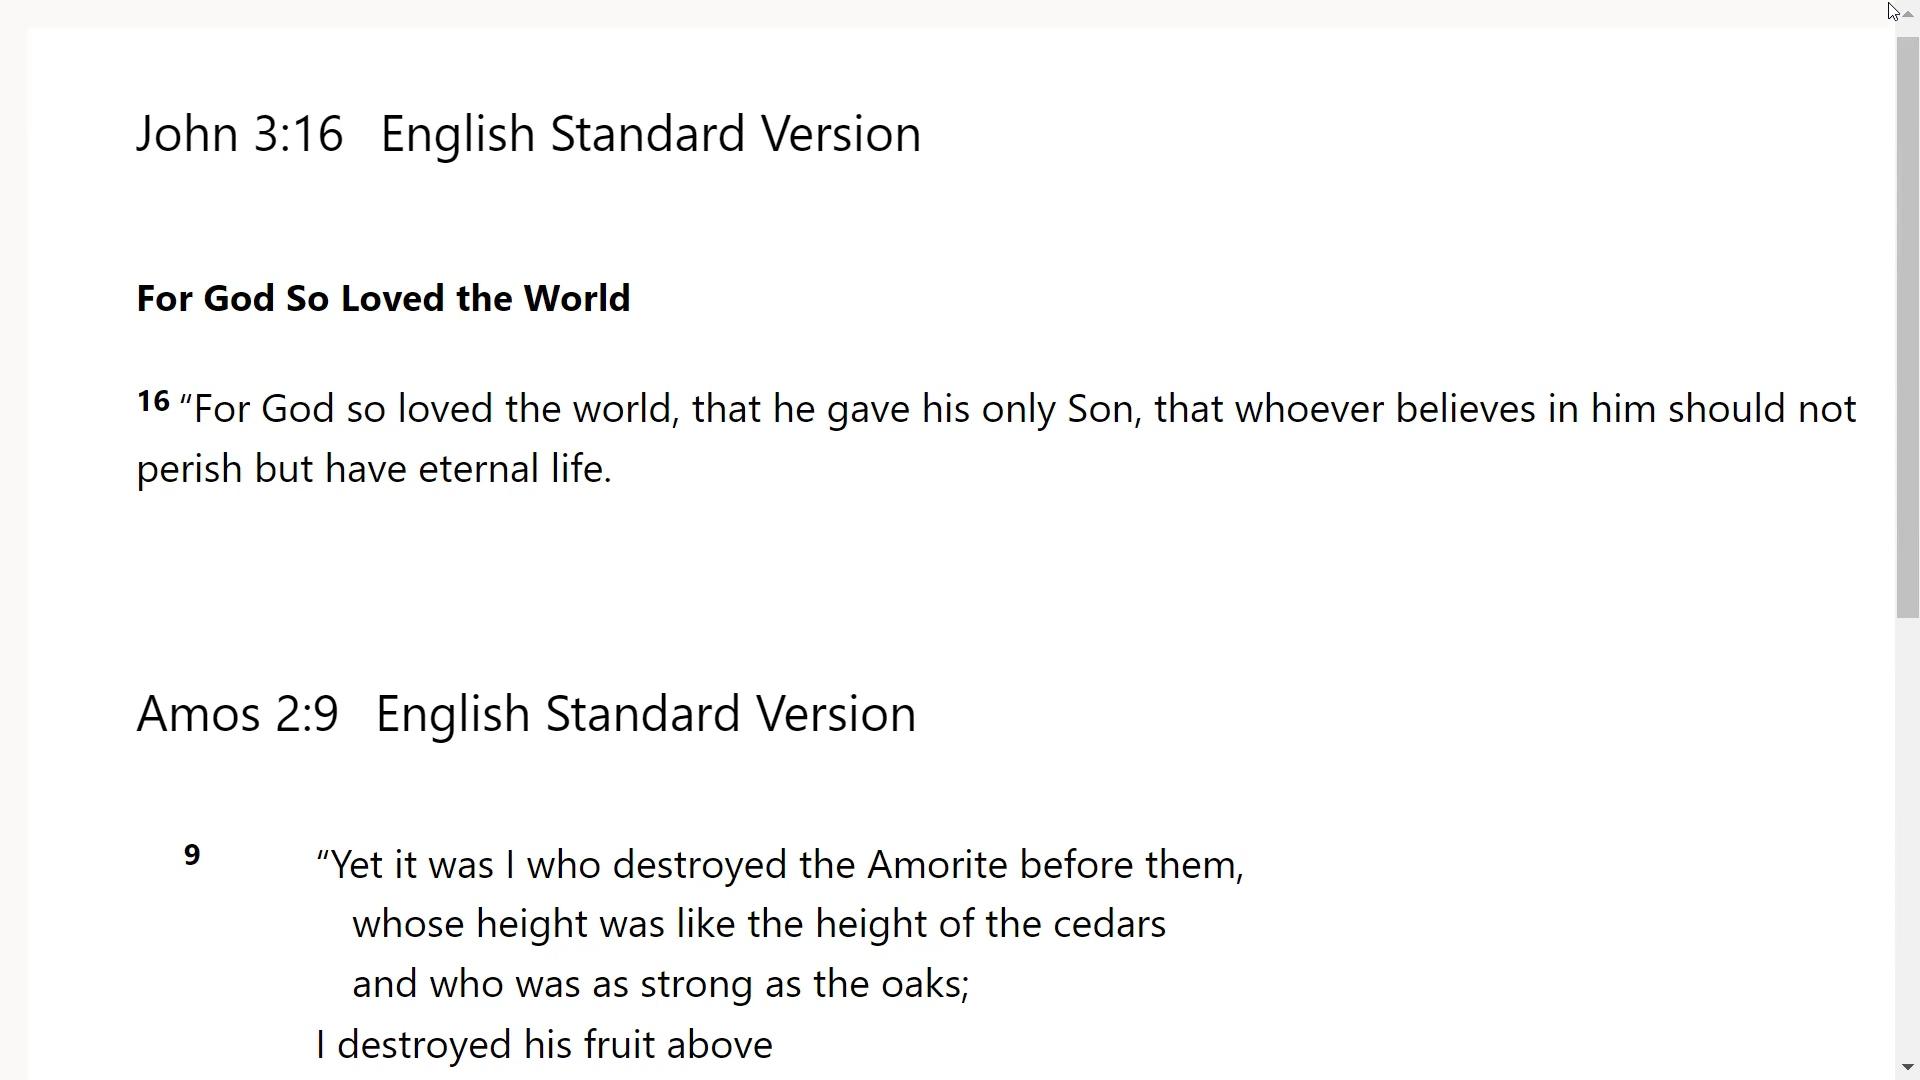 John 3:16 English Standard Version
For God So Loved the World
16 “For God so loved the world, that he gave his only Son, that whoever believes in him should not
perish but have eternal life.
Amos 2:9 English Standard Version
9 “Yet it was I who destroyed the Amorite before them,
whose height was like the height of the cedars
and who was as strong as the oaks;
I destroyed his fruit above